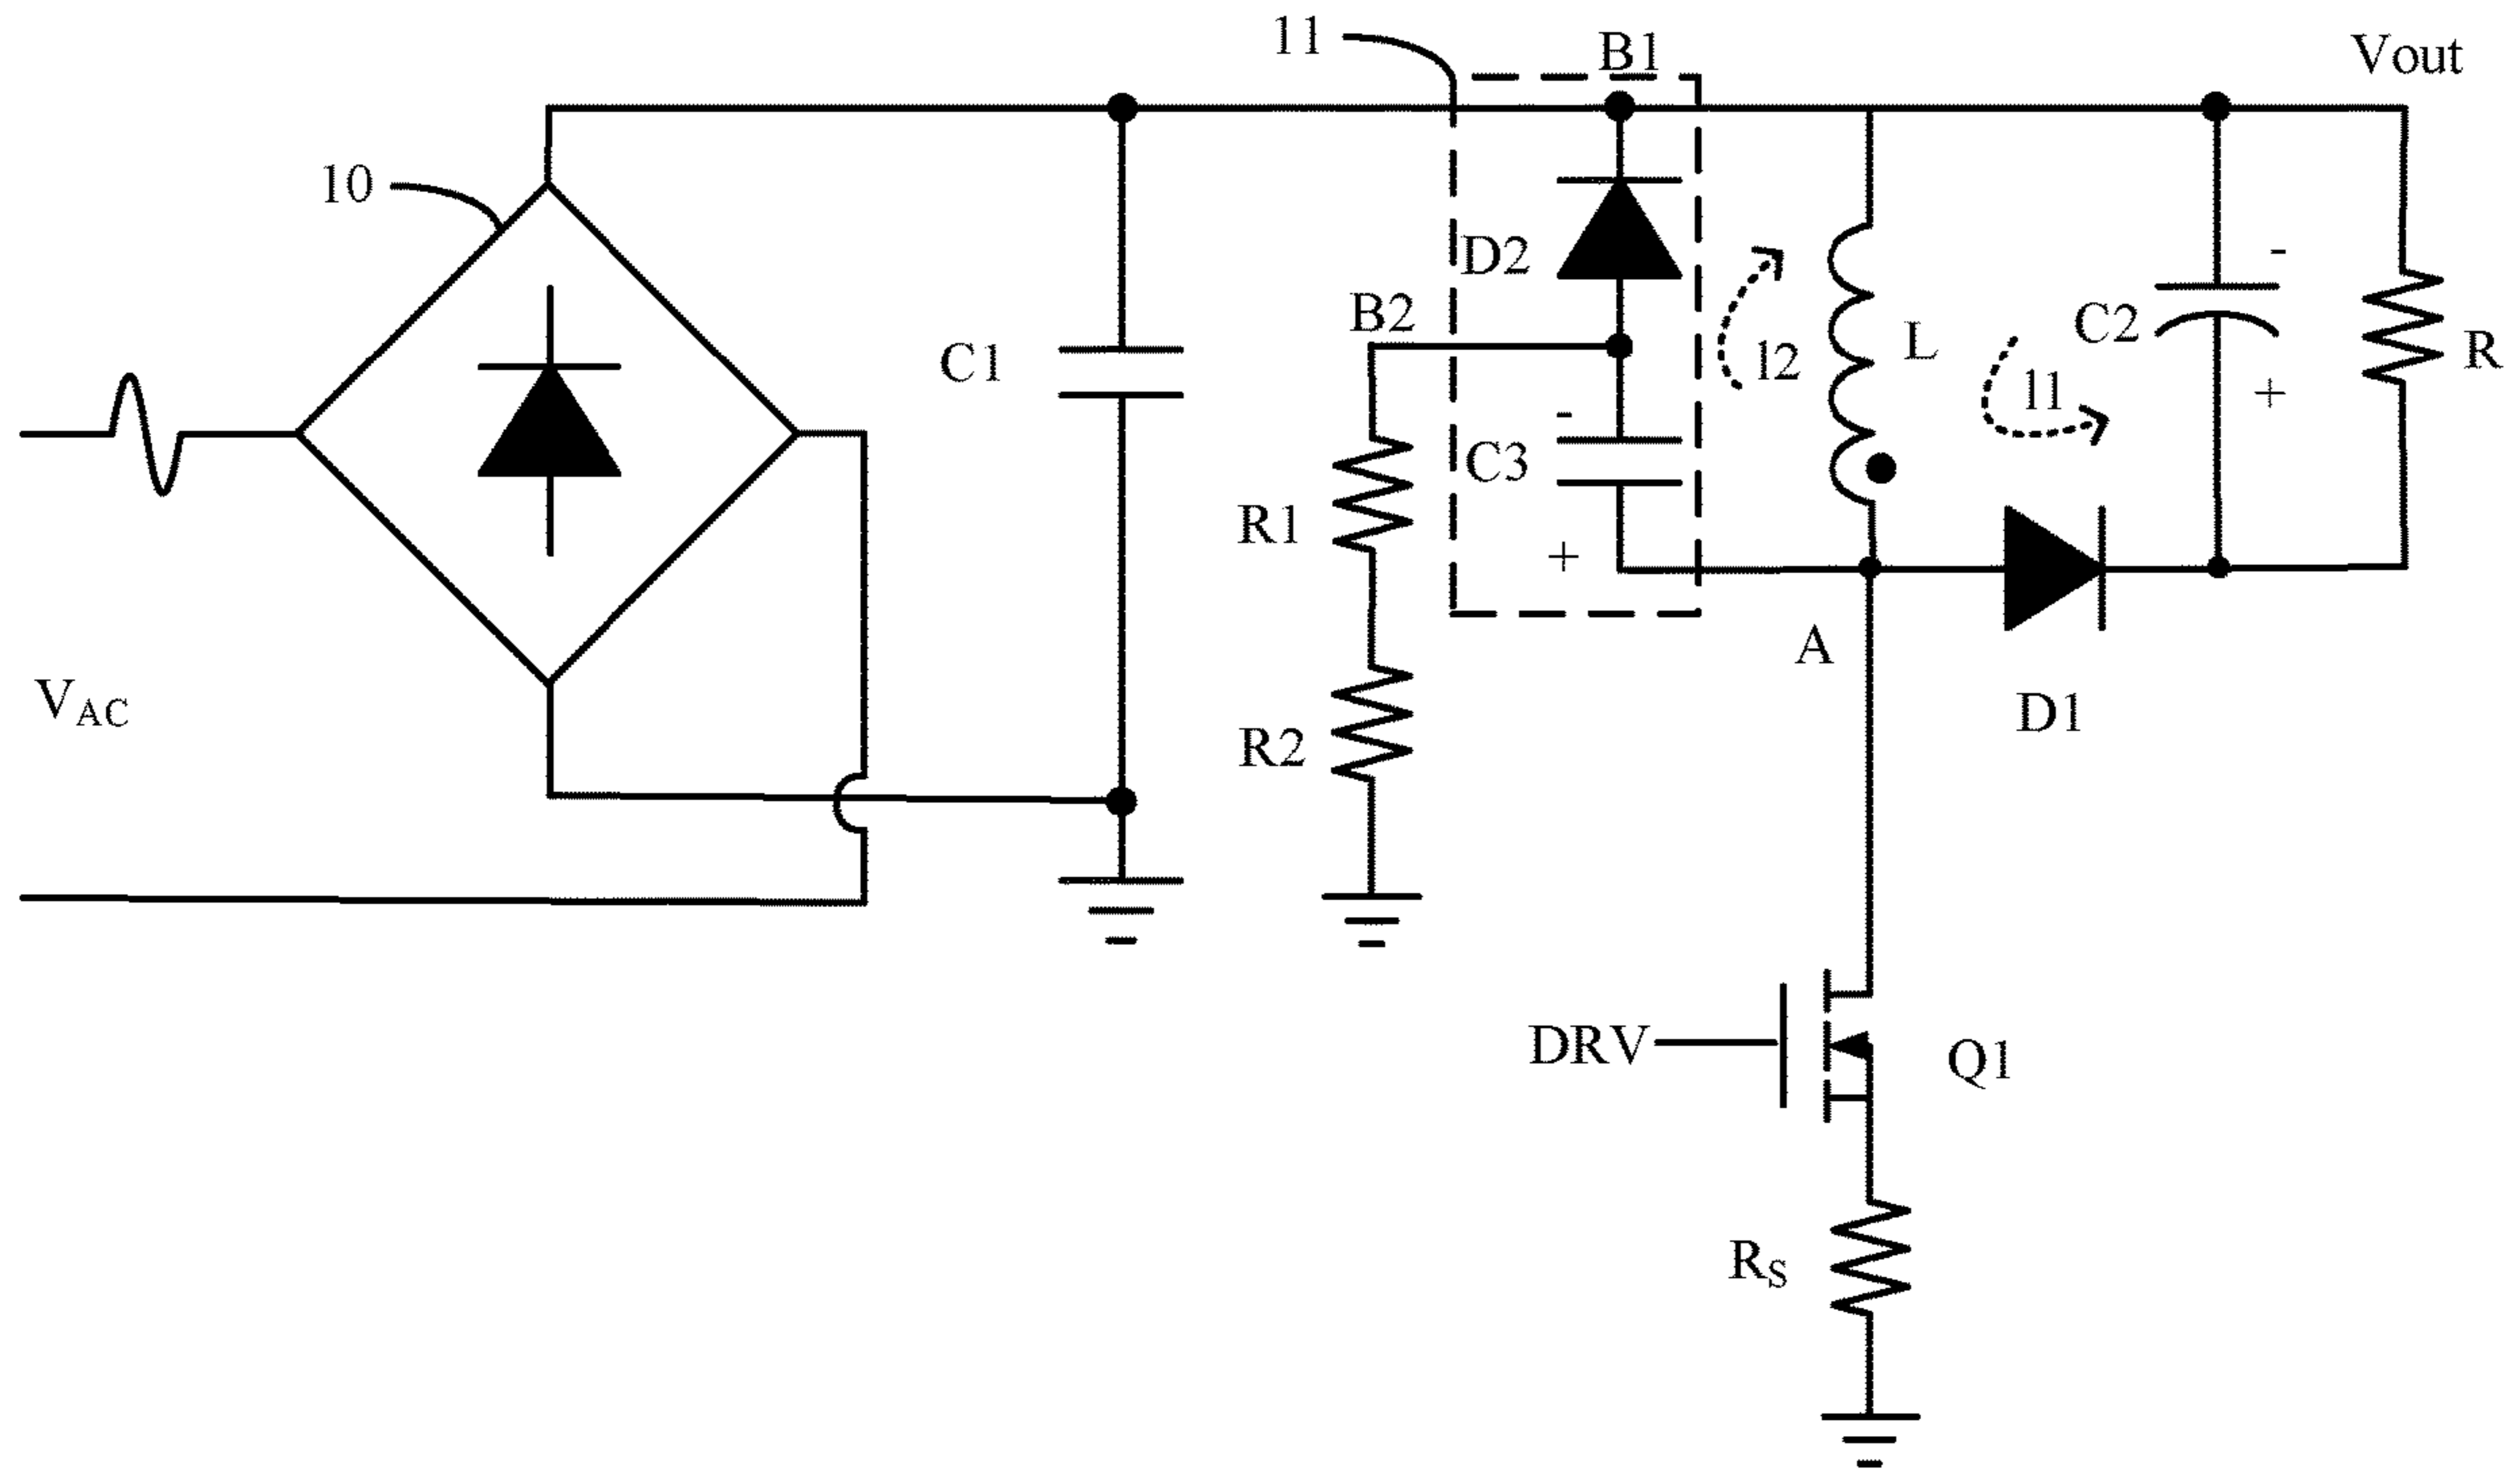 11
B1
Vout
10
D2
B2
l2
L
C2
-
l1
R
+
C1
-
C3
+
R1
A
R2
D1
VAC
DRV
Q1
RS